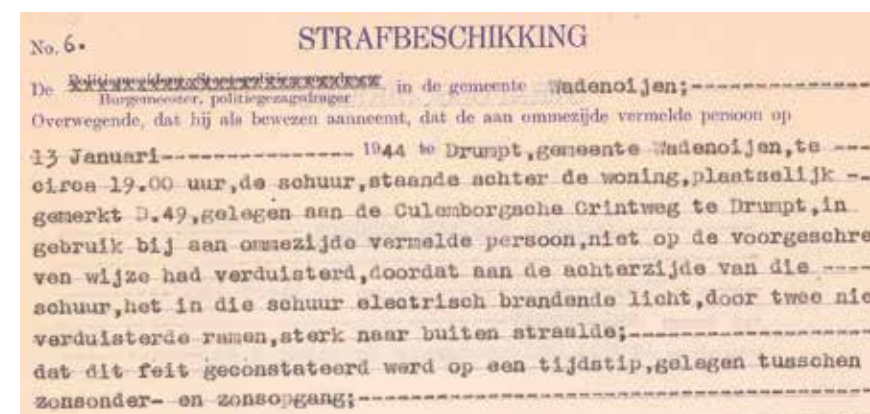 No. 6. STRAFBESCHIKKING
De in de gemeente Wadenoijen;---------------
Burgemeester, politiegezagdrager
Overwegende, dat hij als bewezen aanneemt, dat de aan ommezijde vermelde persoon op
13 Januari---------------- 1944 te Drumpt,gemeente Wadenoijen,te ---
circa 19.00 uur,de schuur,staande achter de woning,plaatselijk --
gemerkt D.49,gelegen aan de Culemborgsche Grintweg te Drumpt,in
gebruik bij aan ommezijde vermelde persoon,niet op de voorgeschre
ven wijze had verduisterd,doordat aan de achterzijde van die ----
schuur,het in die schuur electrisch brandende licht,door twee nie
verduisterde ramen,sterk naar buiten straalde;-------------------
dat dit feit geconstateerd werd op een tijdstip,gelegen tusschen
zonsonder- en zonsopgang;----------------------------------------